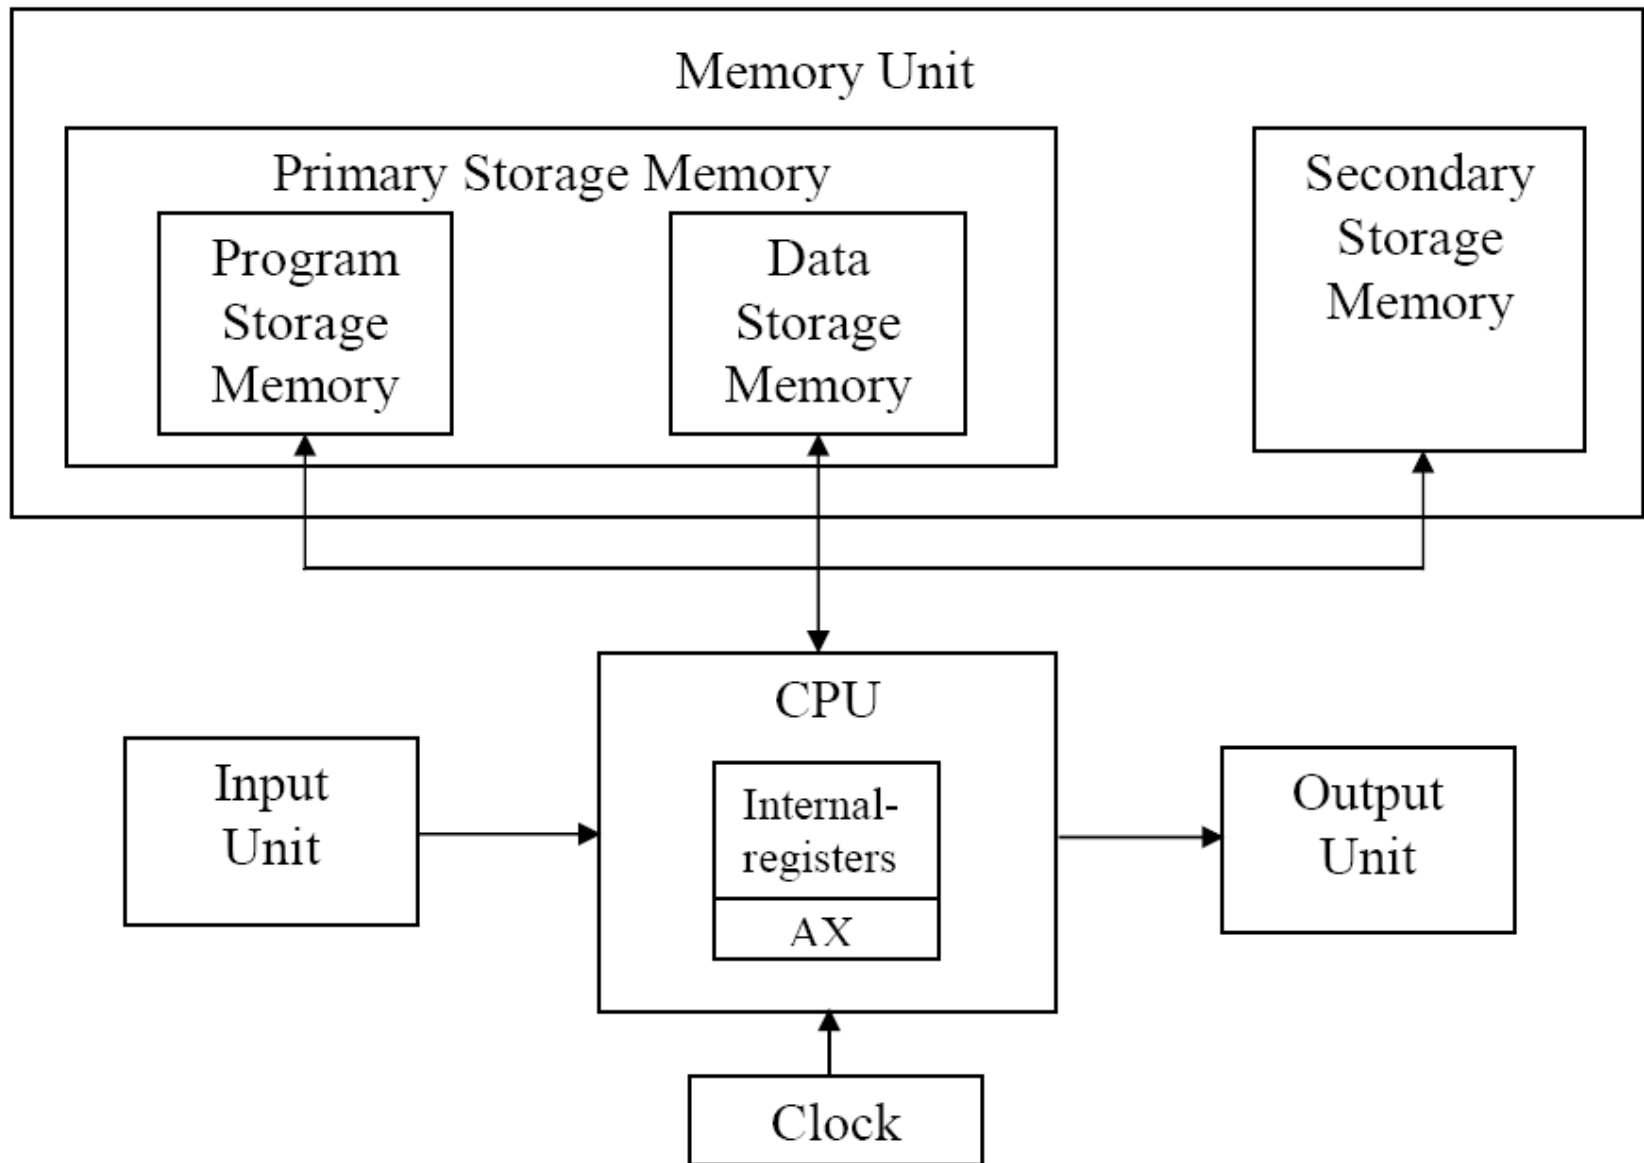 Memory Unit
Primary Storage Memory
Program
Storage
Memory
Data
Storage
Memory
Secondary
Storage
Memory
CPU
Internal-
registers
AX
Input
Unit
Output
Unit
Clock